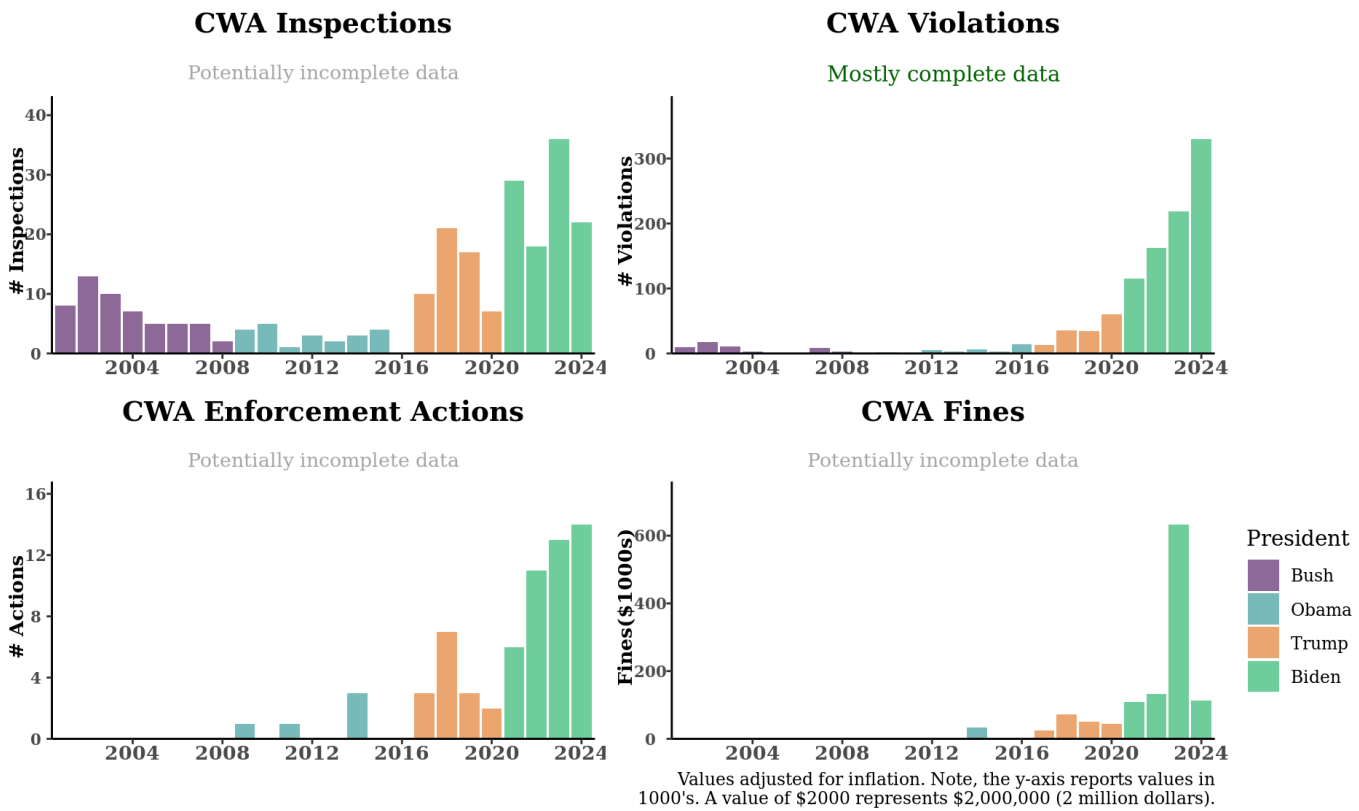 CWA Inspections
Potentially incomplete data
# Inspections
40
30
20
10
0
2004 2008 2012 2016 2020 2024
CWA Violations
Mostly complete data
# Violations
300
200
100
0
2004 2008 2012 2016 2020 2024
CWA Enforcement Actions
Potentially incomplete data
# Actions
16
12
8
4
0
2004 2008 2012 2016 2020 2024
CWA Fines
Potentially incomplete data
Fines($1000s)
600
400
200
0
2004 2008 2012 2016 2020 2024
President
Bush
Obama
Trump
Biden
Values adjusted for inflation. Note, the y-axis reports values in
1000's. A value of $2000 represents $2,000,000 (2 million dollars).